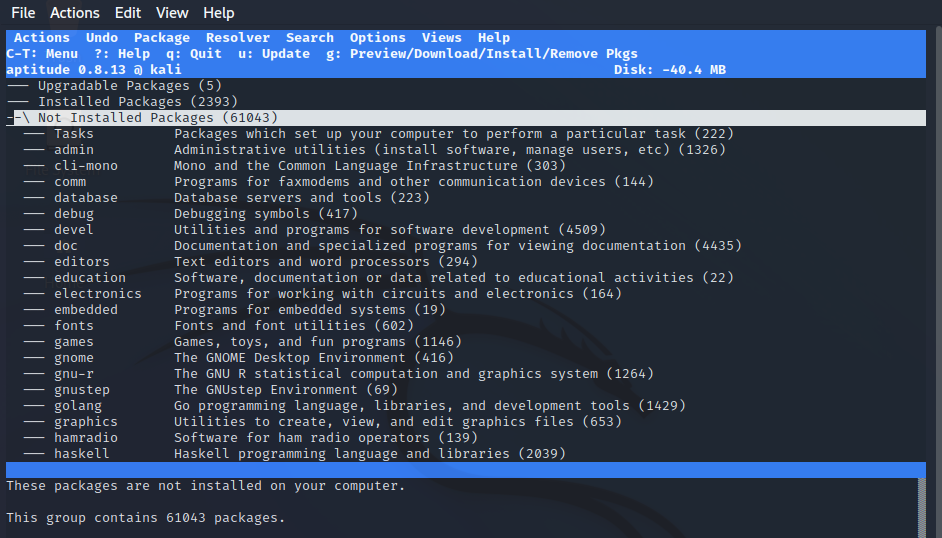 File Actions Edit View Help
Actions Undo Package Resolver Search Options Views Help
C-T: Menu ?: Help q: Quit u: Update g: Preview/Download/Install/Remove Pkgs
aptitude 0.8.13 @ kali Disk: -40.4 MB
--- Upgradable Packages (5)
--- Installed Packages (2393)
--\ Not Installed Packages (61043)
--- Tasks Packages which set up your computer to perform a particular task (222)
--- admin Administrative utilities (install software, manage users, etc) (1326)
--- cli-mono Mono and the Common Language Infrastructure (303)
--- comm Programs for faxmodems and other communication devices (144)
--- database Database servers and tools (223)
--- debug Debugging symbols (417)
--- devel Utilities and programs for software development (4509)
--- doc Documentation and specialized programs for viewing documentation (4435)
--- editors Text editors and word processors (294)
--- education Software, documentation or data related to educational activities (22)
--- electronics Programs for working with circuits and electronics (164)
--- embedded Programs for embedded systems (19)
--- fonts Fonts and font utilities (602)
--- games Games, toys, and fun programs (1146)
--- gnome The GNOME Desktop Environment (416)
--- gnu-r The GNU R statistical computation and graphics system (1264)
--- gnustep The GNUstep Environment (69)
--- golang Go programming language, libraries, and development tools (1429)
--- graphics Utilities to create, view, and edit graphics files (653)
--- hamradio Software for ham radio operators (139)
--- haskell Haskell programming language and libraries (2039)
These packages are not installed on your computer.
This group contains 61043 packages.